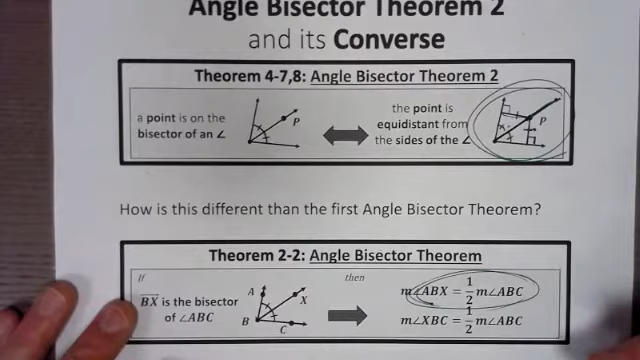 Angle Bisector Theorem 2
and its Converse
Theorem 4-7,8: Angle Bisector Theorem 2
a point is on the
bisector of an ∠
P
the point is
equidistant from
the sides of the ∠
P
How is this different than the first Angle Bisector Theorem?
Theorem 2-2: Angle Bisector Theorem
If
BX is the bisector
of ∠ABC
A
X
B
C
then
m∠ABX = 1/2 m∠ABC
m∠XBC = 1/2 m∠ABC